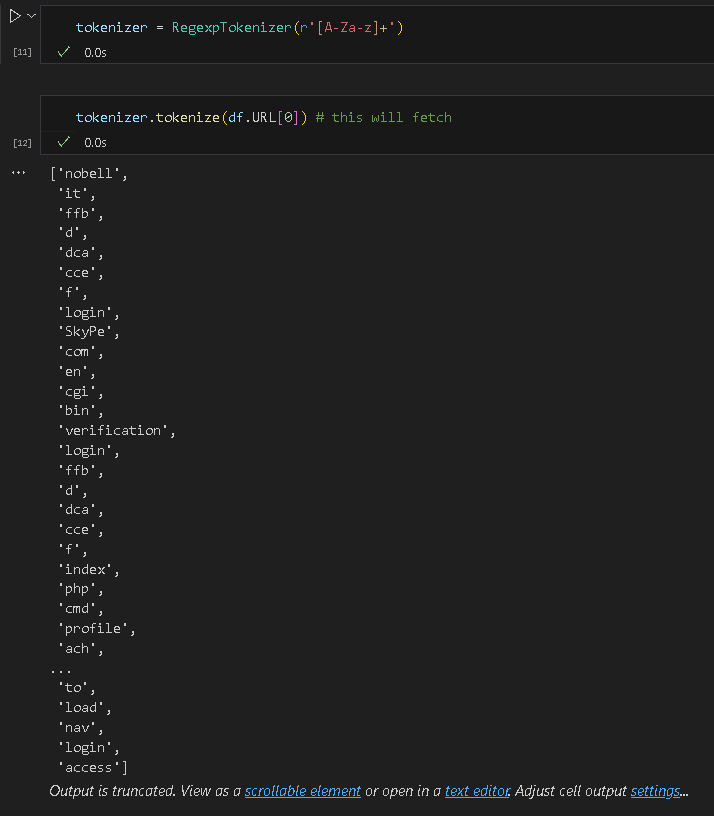 tokenizer = RegexpTokenizer(r'[A-Za-z]+')
[11]
0.0s
tokenizer.tokenize(df.URL[0]) # this will fetch
[12]
0.0s
...
['nobell',
'it',
'ffb',
'd',
'dca',
'cce',
'f',
'login',
'SkyPe',
'com',
'en',
'cgi',
'bin',
'verification',
'login',
'ffb',
'd',
'dca',
'cce',
'f',
'index',
'php',
'cmd',
'profile',
'ach',
...
'to',
'load',
'nav',
'login',
'access']
Output is truncated. View as a scrollable element or open in a text editor. Adjust cell output settings...